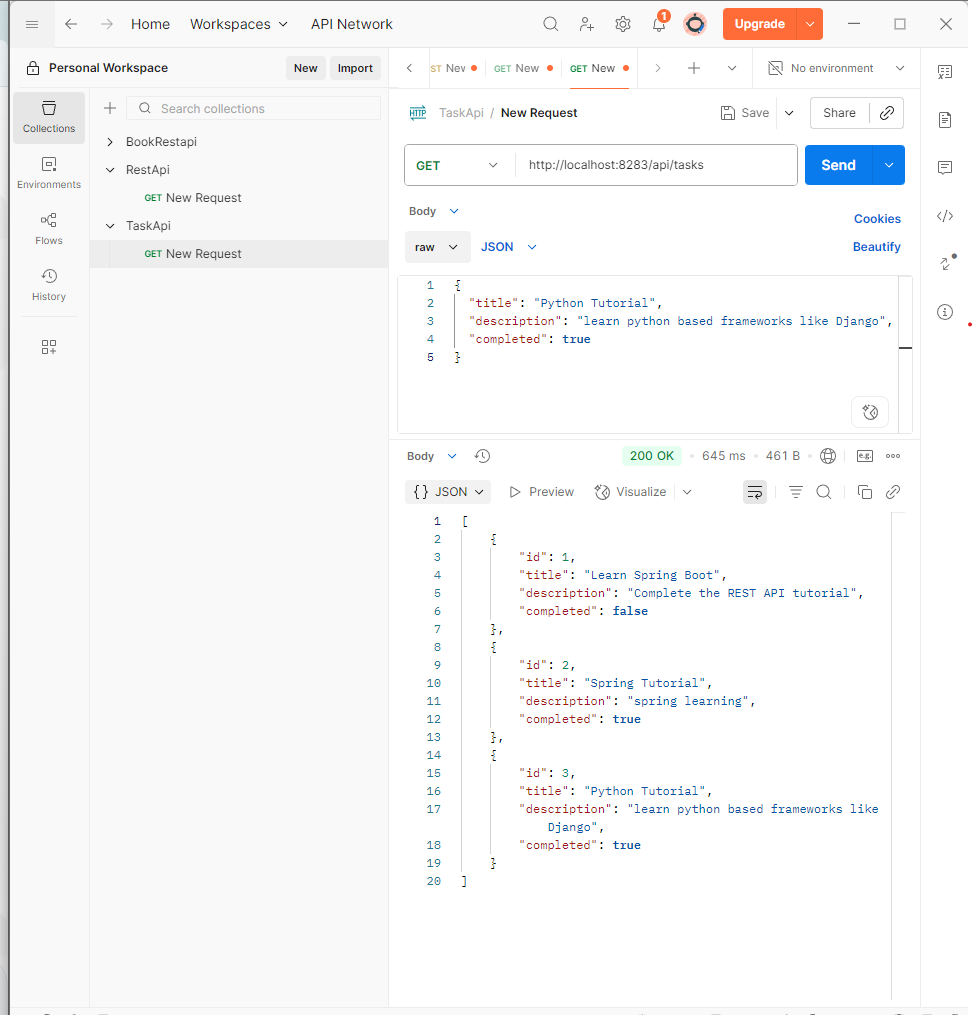 Home Workspaces API Network 1 Upgrade
Personal Workspace New Import
ST New GET New GET New No environment
Collections
Environments
Flows
History
Search collections
BookRestapi
RestApi
GET New Request
TaskApi
GET New Request
HTTP TaskApi / New Request Save Share
GET http://localhost:8283/api/tasks Send
Body Cookies
raw JSON Beautify
1 {
2 "title": "Python Tutorial",
3 "description": "learn python based frameworks like Django",
4 "completed": true
5 }
Body 200 OK • 645 ms • 461 B • e.g.
{} JSON Preview Visualize
1 [
2 {
3 "id": 1,
4 "title": "Learn Spring Boot",
5 "description": "Complete the REST API tutorial",
6 "completed": false
7 },
8 {
9 "id": 2,
10 "title": "Spring Tutorial",
11 "description": "spring learning",
12 "completed": true
13 },
14 {
15 "id": 3,
16 "title": "Python Tutorial",
17 "description": "learn python based frameworks like
Django",
18 "completed": true
19 }
20 ]